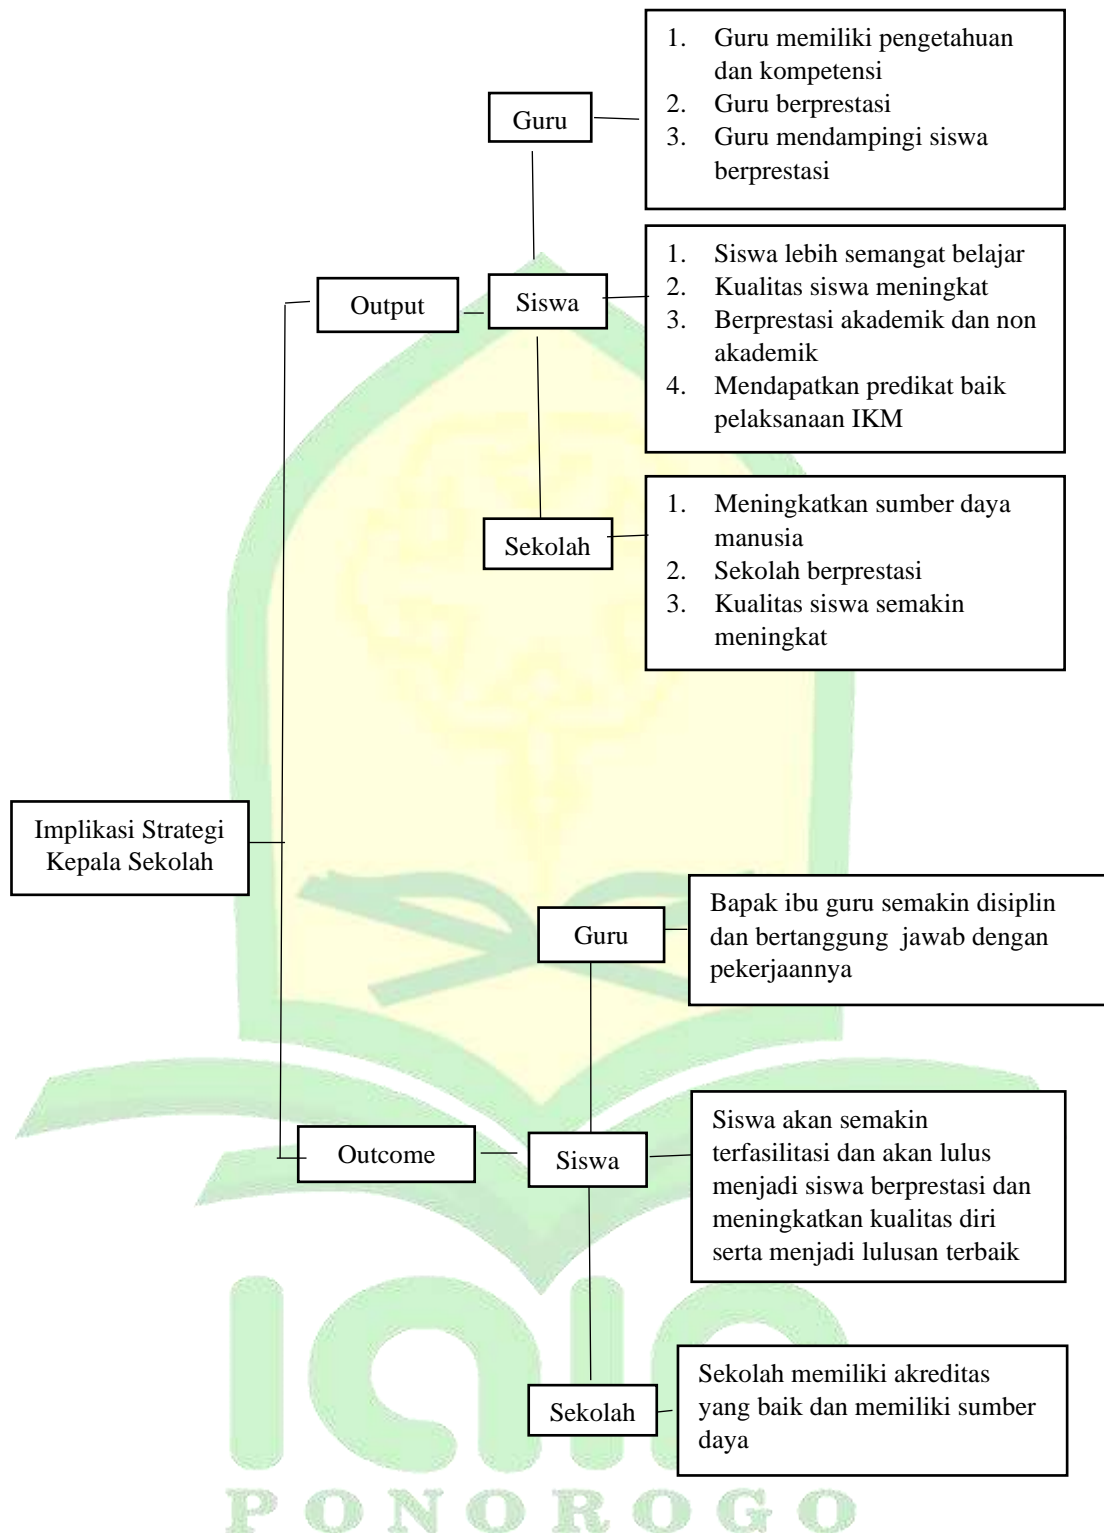 1. Guru memiliki pengetahuan
dan kompetensi
2. Guru berprestasi
3. Guru mendampingi siswa
berprestasi
Guru
1. Siswa lebih semangat belajar
2. Kualitas siswa meningkat
3. Berprestasi akademik dan non
akademik
4. Mendapatkan predikat baik
pelaksanaan IKM
Output
Siswa
1. Meningkatkan sumber daya
manusia
2. Sekolah berprestasi
3. Kualitas siswa semakin
meningkat
Sekolah
Implikasi Strategi
Kepala Sekolah
Guru
Bapak ibu guru semakin disiplin
dan bertanggung jawab dengan
pekerjaannya
Outcome
Siswa
Siswa akan semakin
terfasilitasi dan akan lulus
menjadi siswa berprestasi dan
meningkatkan kualitas diri
serta menjadi lulusan terbaik
Sekolah
Sekolah memiliki akreditas
yang baik dan memiliki sumber
daya
iain
PONOROGO